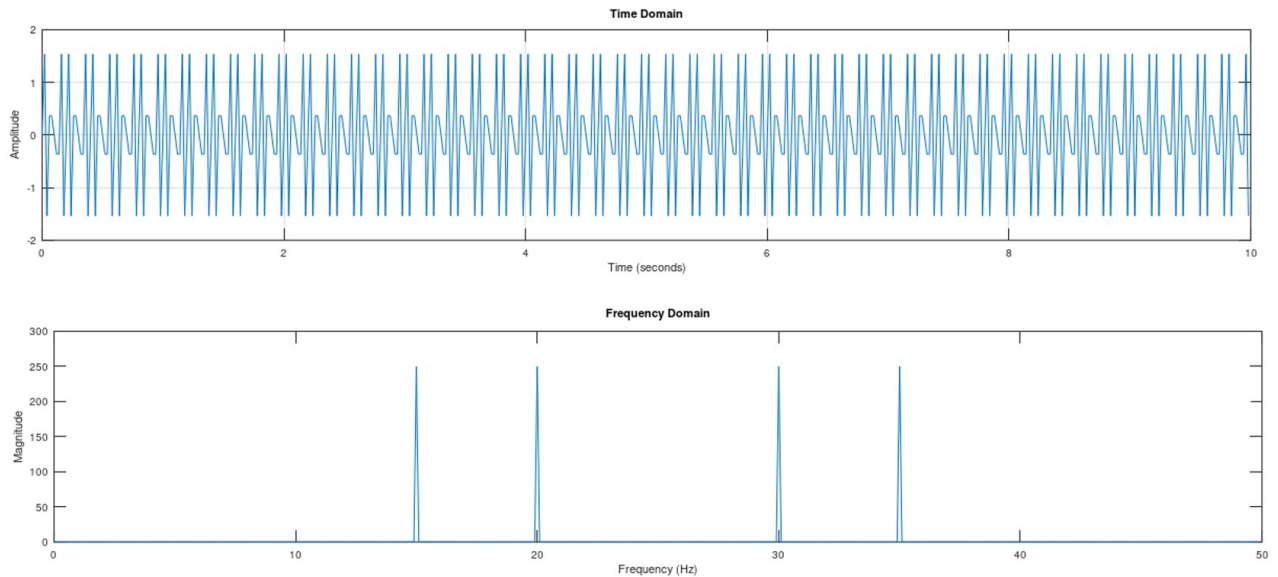 Time Domain
2
1
0
-1
-2
Amplitude
0 2 4 6 8 10
Time (seconds)
Frequency Domain
300
250
200
150
100
50
0
Magnitude
0 10 20 30 40 50
Frequency (Hz)